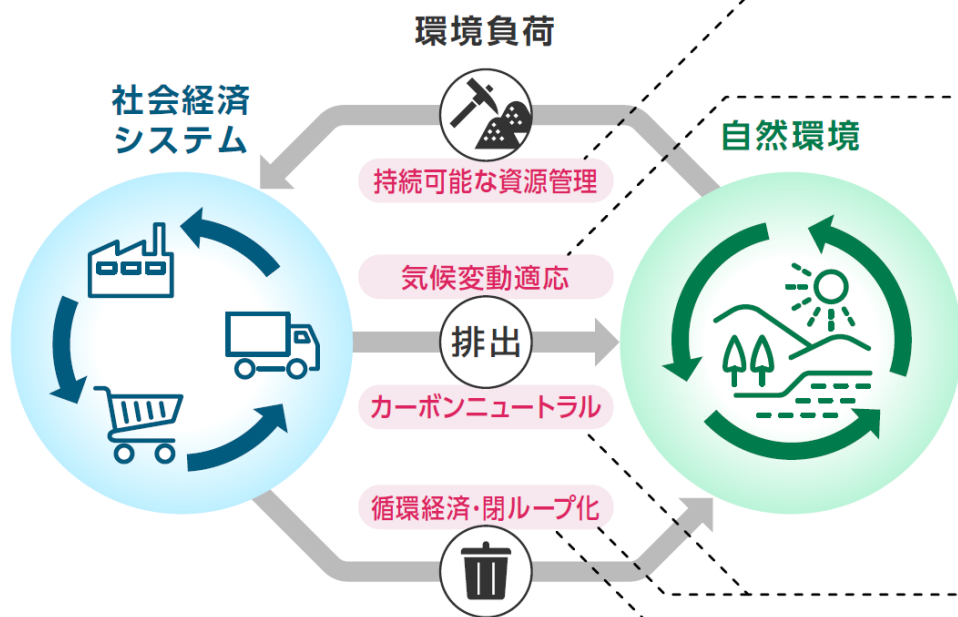 環境負荷
社会経済
システム
自然環境
持続可能な資源管理
気候変動適応
排出
カーボンニュートラル
循環経済・閉ループ化